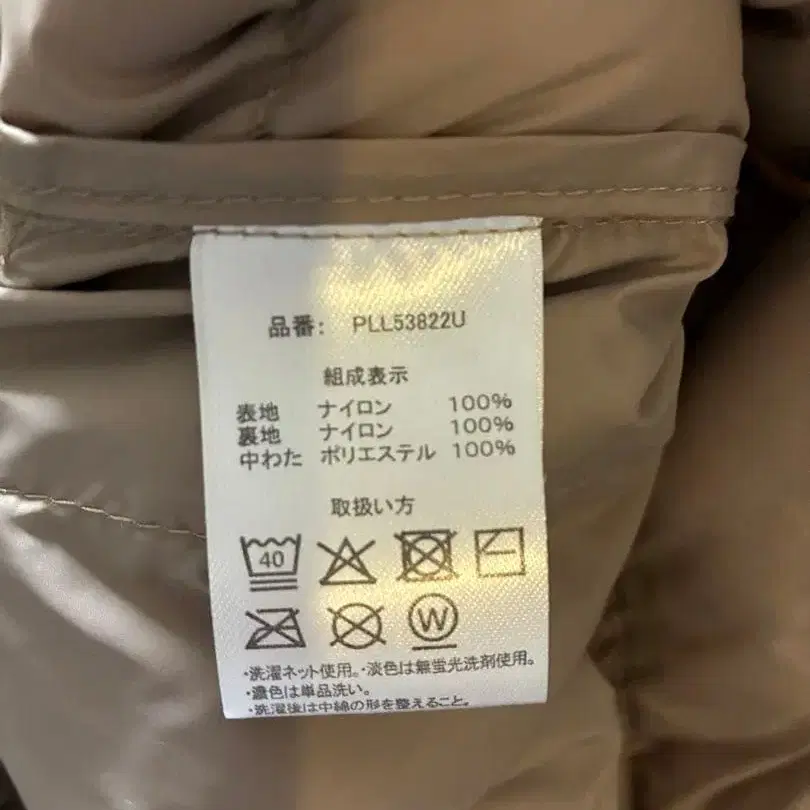 品番: PLL53822U
組成表示
表地 ナイロン 100%
裏地 ナイロン 100%
中わた ポリエステル 100%
取扱い方
40
W
・洗濯ネット使用。・淡色は無蛍光洗剤使用。
・濃色は単品洗い。
・洗濯後は中綿の形を整えること。